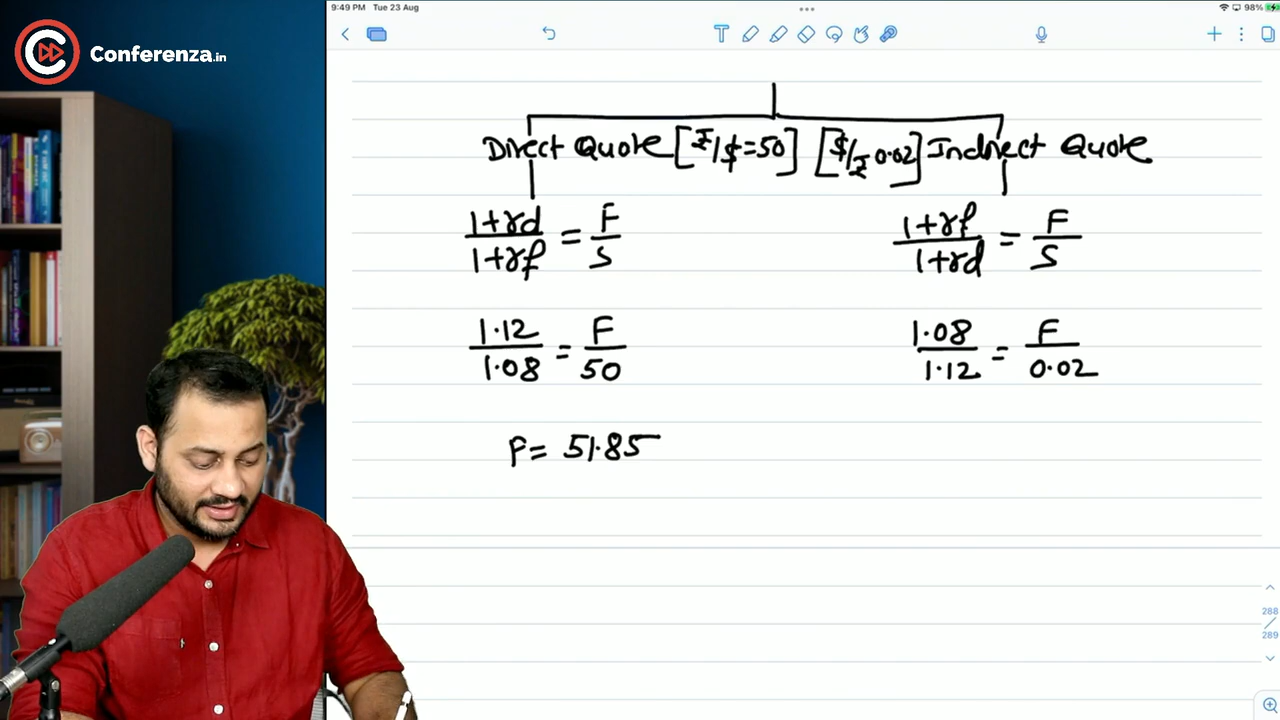 9:49 PM Tue 23 Aug
98%
Conferenza.in
T
Direct Quote [₹/$=50] [$/₹ 0.02] Indirect Quote
1+rd / 1+rf = F / S
1+rf / 1+rd = F / S
1.12 / 1.08 = F / 50
1.08 / 1.12 = F / 0.02
F = 51.85
288
289